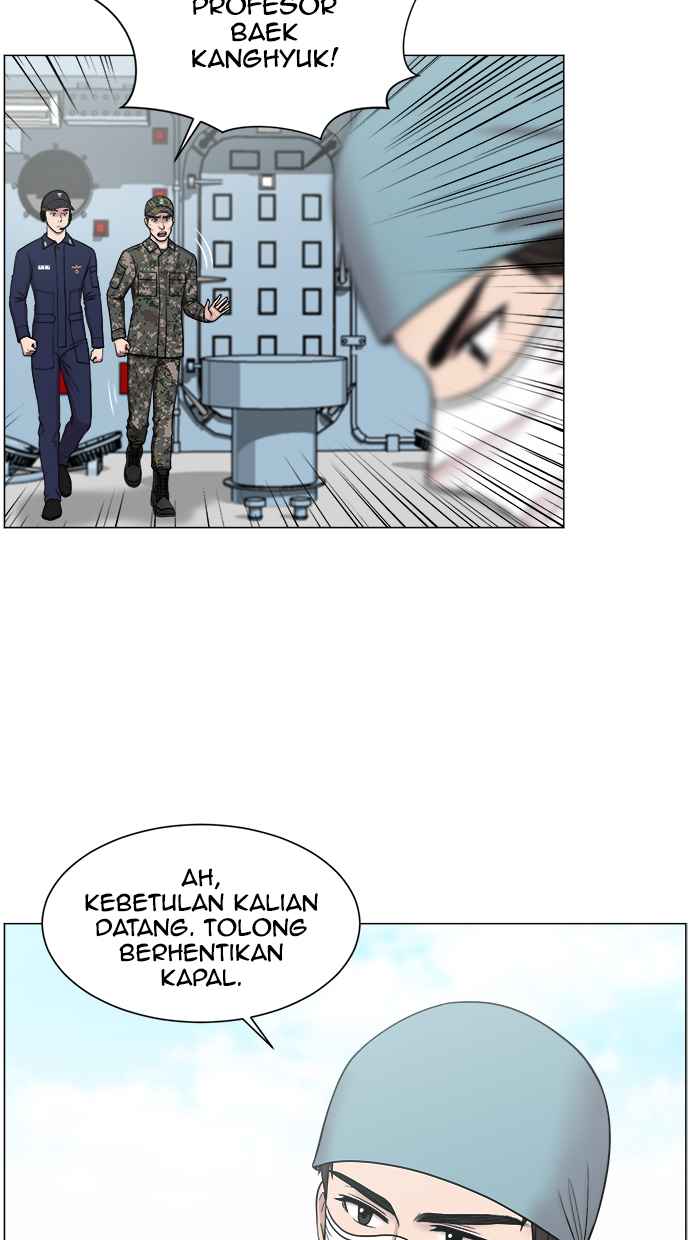 PROFESOR
BAEK
KANGHYUK!
AH,
KEBETULAN KALIAN
DATANG. TOLONG
BERHENTIKAN
KAPAL.